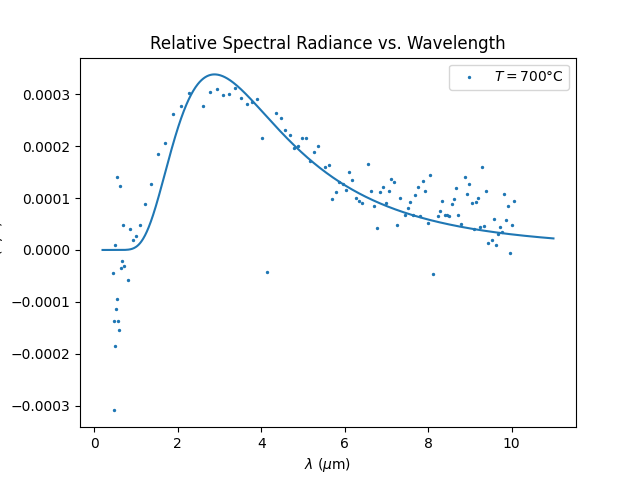 Relative Spectral Radiance vs. Wavelength
T = 700°C
0.0003
0.0002
0.0001
0.0000
−0.0001
−0.0002
−0.0003
0 2 4 6 8 10
λ (μm)